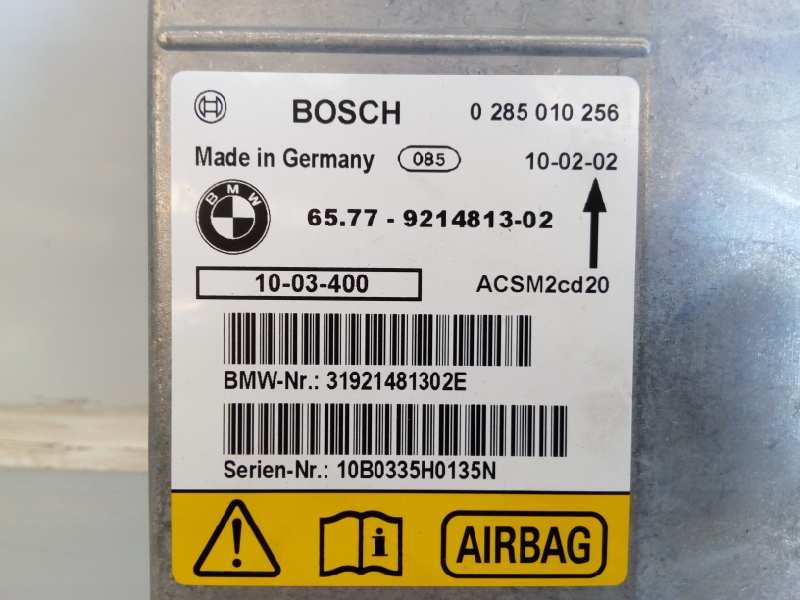 BOSCH 0 285 010 256
Made in Germany 085 10-02-02
BMW 65.77 - 9214813-02
10-03-400 ACSM2cd20
BMW-Nr.: 31921481302E
Serien-Nr.: 10B0335H0135N
i AIRBAG